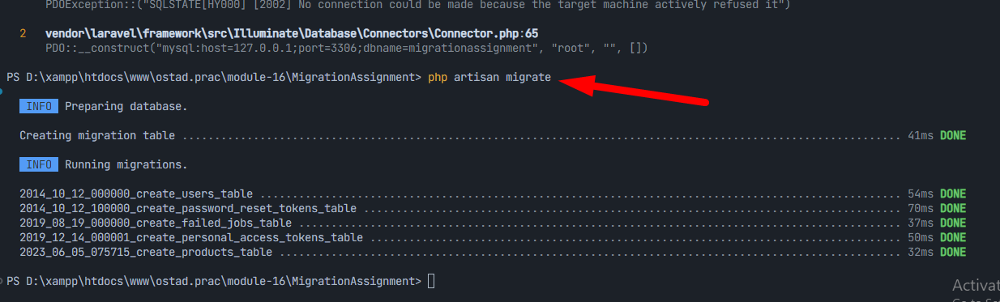 PDOException::("SQLSTATE[HY000] [2002] No connection could be made because the target machine actively refused it")
2 vendor\laravel\framework\src\Illuminate\Database\Connectors\Connector.php:65
PDO::__construct("mysql:host=127.0.0.1;port=3306;dbname=migrationassignment", "root", "", [])
PS D:\xampp\htdocs\www\ostad.prac\module-16\MigrationAssignment> php artisan migrate
INFO Preparing database.
Creating migration table ............................................................................................................... 41ms DONE
INFO Running migrations.
2014_10_12_000000_create_users_table ................................................................................................... 54ms DONE
2014_10_12_100000_create_password_reset_tokens_table ................................................................................... 70ms DONE
2019_08_19_000000_create_failed_jobs_table ............................................................................................. 37ms DONE
2019_12_14_000001_create_personal_access_tokens_table .................................................................................. 50ms DONE
2023_06_05_075715_create_products_table ................................................................................................ 32ms DONE
PS D:\xampp\htdocs\www\ostad.prac\module-16\MigrationAssignment>
Activat